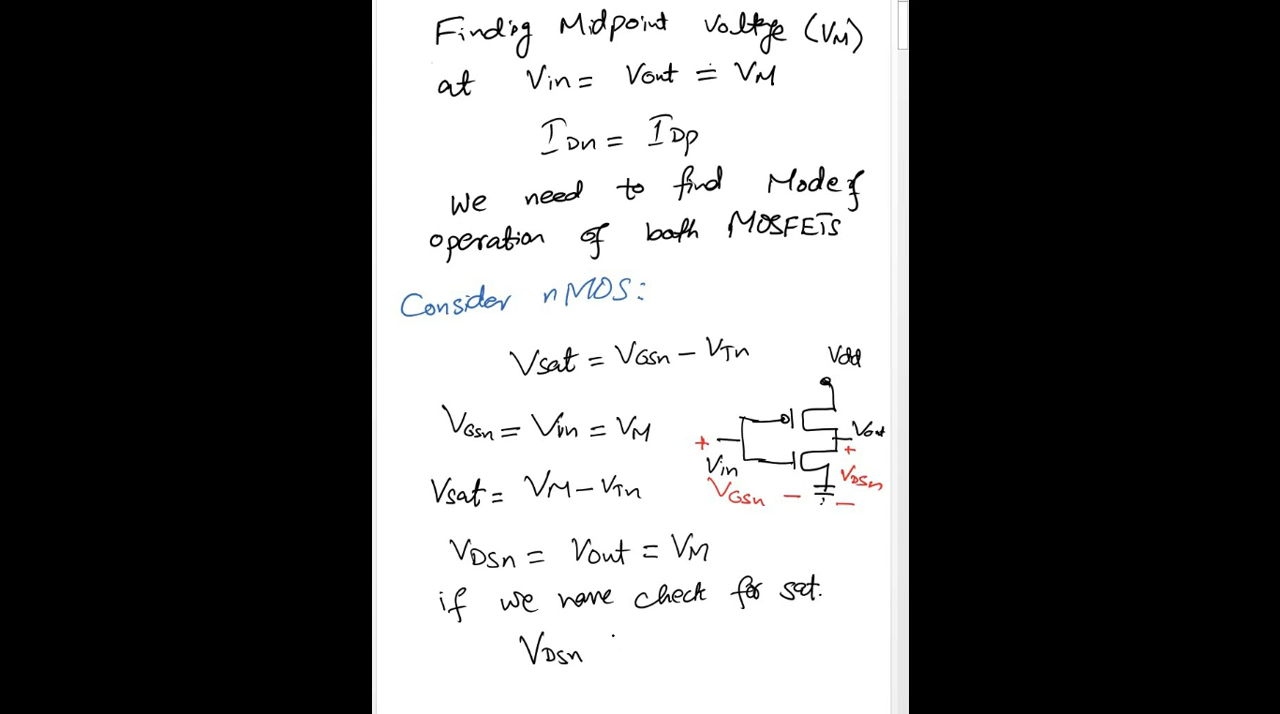 Finding Midpoint Voltage (VM)
at Vin = Vout = VM
IDn = IDp
We need to find Mode of
operation of both MOSFETS
Consider nMOS:
Vsat = VGSn - VTn
VGSn = Vin = VM
Vsat = VM - VTn
VDSn = Vout = VM
if we check for sat.
VDSn
Vdd
Vout
+
Vin
+
VDSn
VGSn -
-